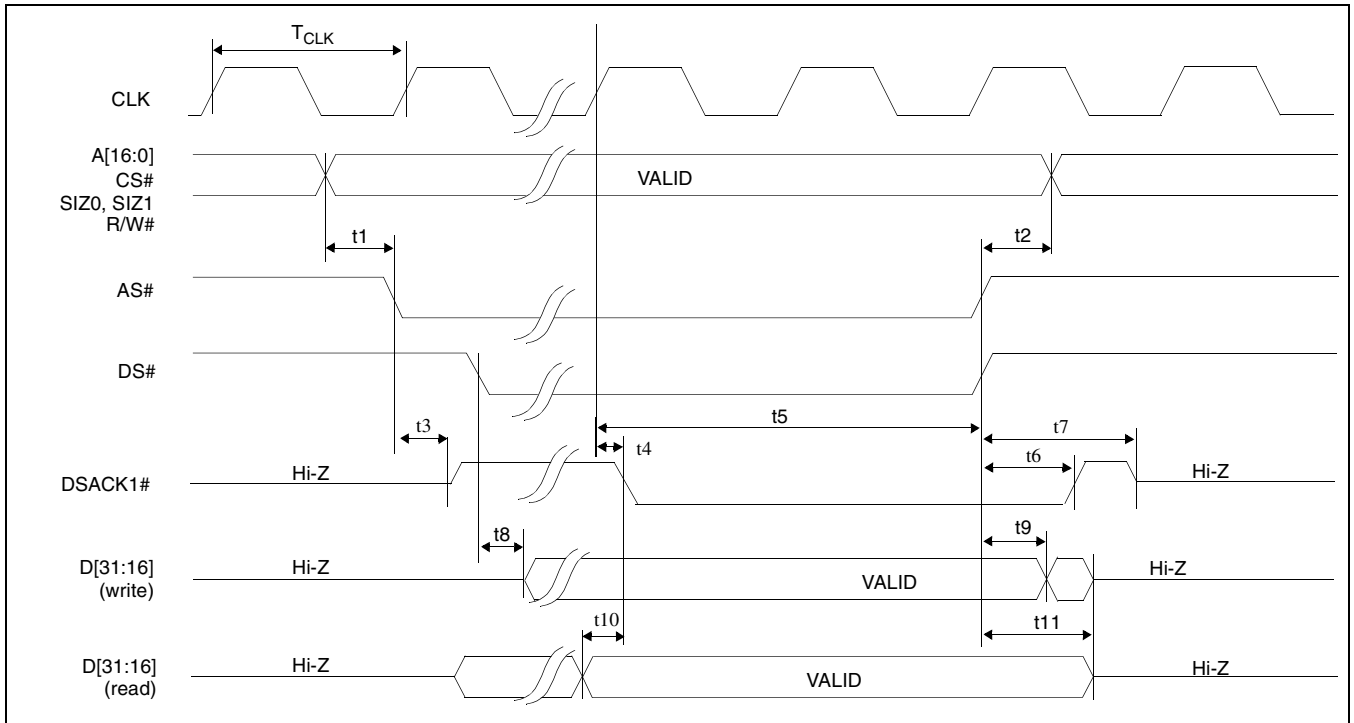 TCLK
CLK
A[16:0]
CS#
SIZ0, SIZ1
R/W#
VALID
t1
t2
AS#
DS#
t3
t5
t4
t7
t6
DSACK1#
Hi-Z
Hi-Z
t8
t9
D[31:16]
(write)
Hi-Z
VALID
Hi-Z
t10
t11
D[31:16]
(read)
Hi-Z
VALID
Hi-Z